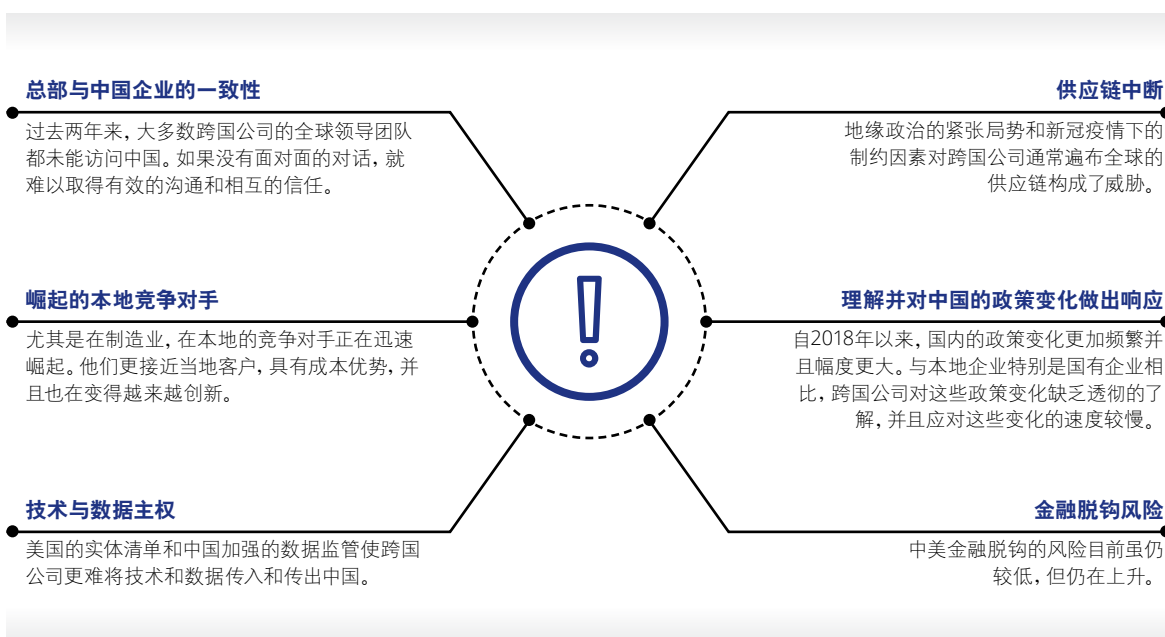 总部与中国企业的一致性
过去两年来，大多数跨国公司的全球领导团队
都未能访问中国。如果没有面对面的对话，就
难以取得有效的沟通和相互的信任。
崛起的本地竞争对手
尤其是在制造业，在本地的竞争对手正在迅速
崛起。他们更接近当地客户，具有成本优势，并
且也在变得越来越创新。
技术与数据主权
美国的实体清单和中国加强的数据监管使跨国
公司更难将技术和数据传入和传出中国。
供应链中断
地缘政治的紧张局势和新冠疫情下的
制约因素对跨国公司通常遍布全球的
供应链构成了威胁。
理解并对中国的政策变化做出响应
自2018年以来，国内的政策变化更加频繁并
且幅度更大。与本地企业特别是国有企业相
比，跨国公司对这些政策变化缺乏透彻的了
解，并且应对这些变化的速度较慢。
金融脱钩风险
中美金融脱钩的风险目前虽仍
较低，但仍在上升。